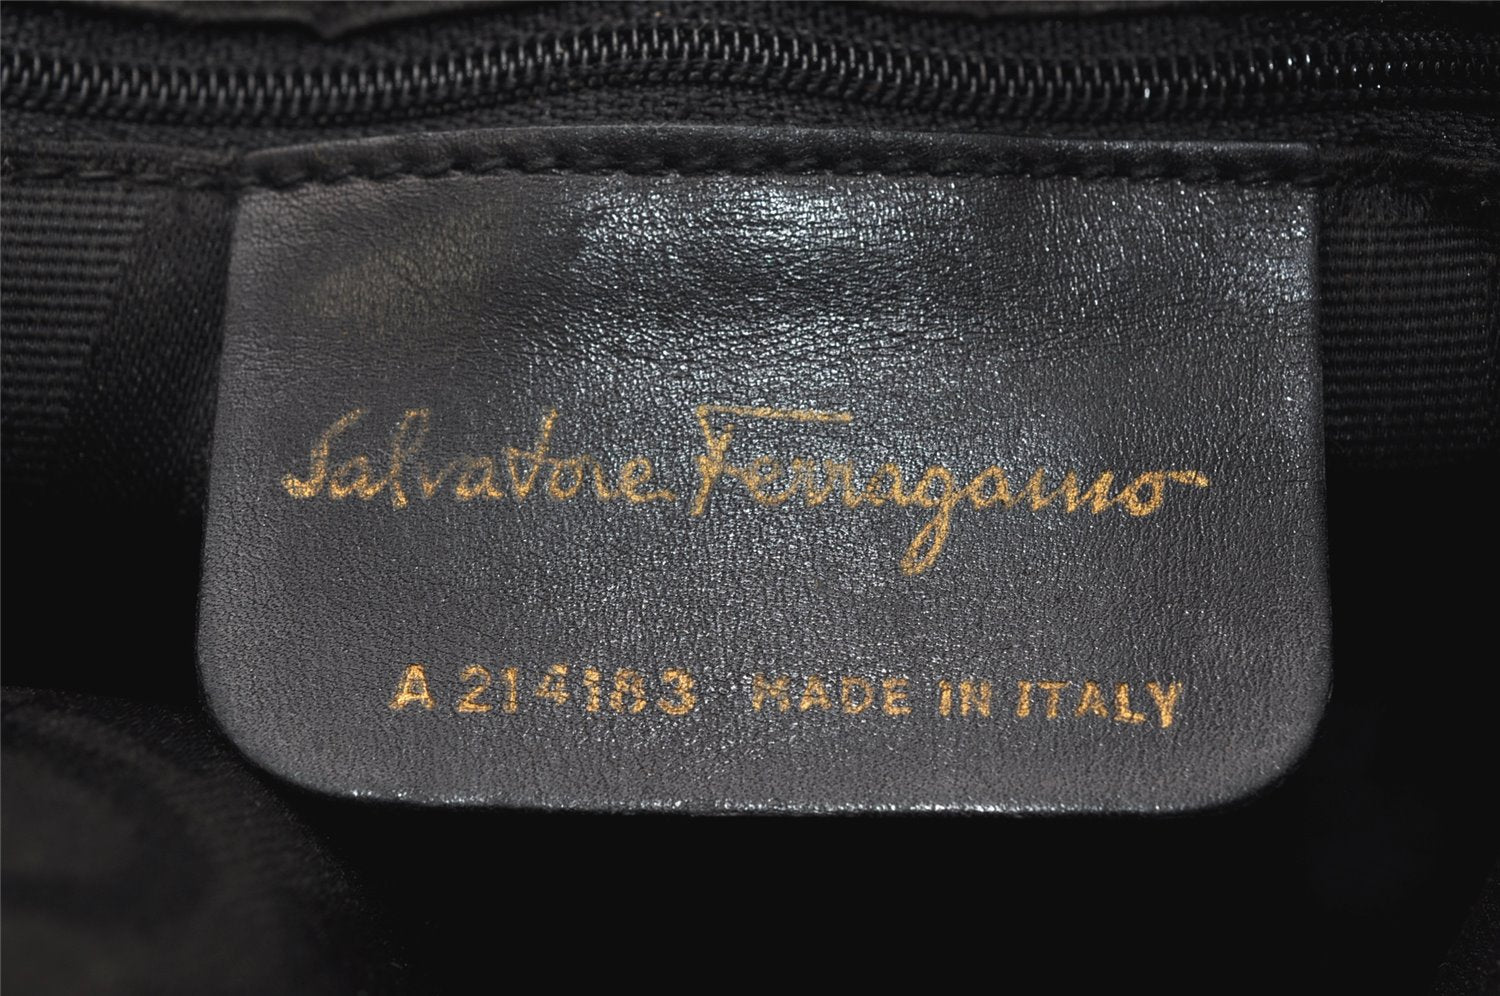 Salvatore Ferragamo
A 214183 MADE IN ITALY